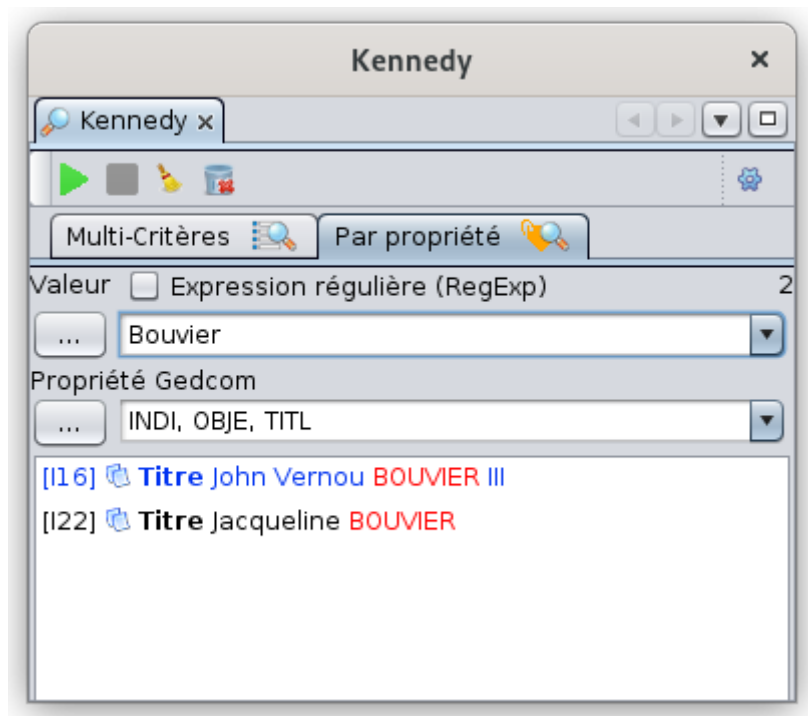 Kennedy
Kennedy
Multi-Critères Par propriété
Valeur Expression régulière (RegExp) 2
... Bouvier
Propriété Gedcom
... INDI, OBJE, TITL
[I16] Titre John Vernou BOUVIER III
[I22] Titre Jacqueline BOUVIER